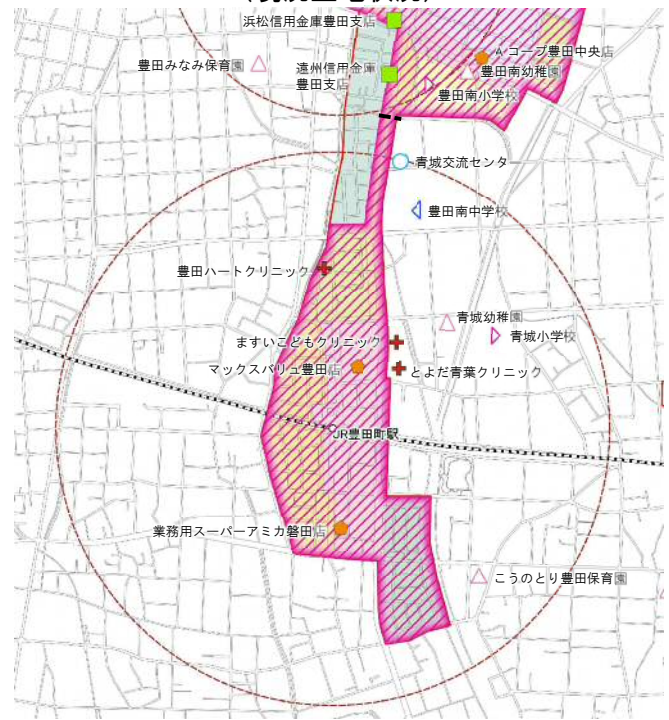 浜松信用金庫豊田支店
Aコープ豊田中央店
豊田みなみ保育園
遠州信用金庫
豊田支店
豊田南幼稚園
豊田南小学校
青城交流センタ
豊田南中学校
豊田ハートクリニック
青城幼稚園
青城小学校
ますいこどもクリニック
マックスバリュ豊田店
とよだ青葉クリニック
JR豊田町駅
業務用スーパーアミカ磐田店
こうのとり豊田保育園